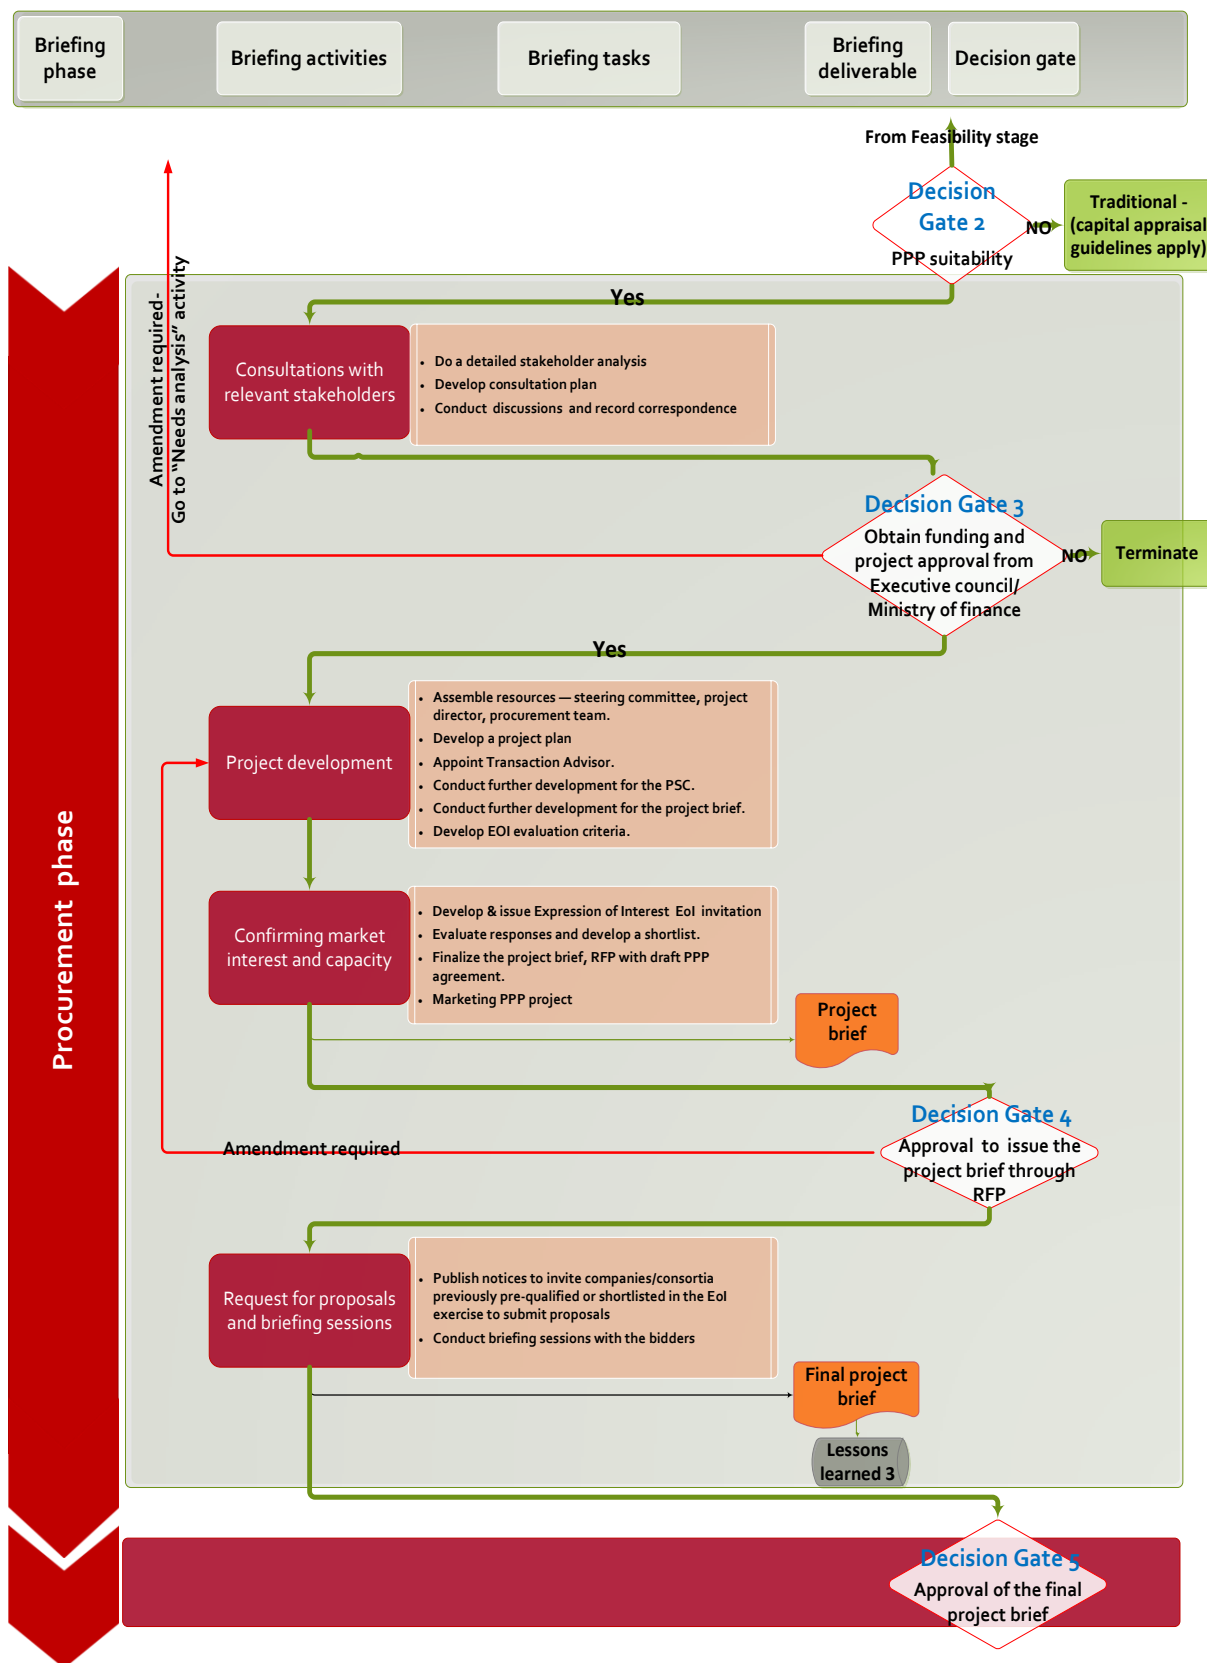 Briefing
phase
Briefing activities
Briefing tasks
Briefing
deliverable
Decision gate
From Feasibility stage
Decision
Gate 2
PPP suitability
NO
Traditional -
(capital appraisal
guidelines apply)
Yes
Amendment required-
Go to “Needs analysis” activity
Consultations with
relevant stakeholders
• Do a detailed stakeholder analysis
• Develop consultation plan
• Conduct discussions and record correspondence
Decision Gate 3
Obtain funding and
project approval from
Executive council/
Ministry of finance
NO
Terminate
Yes
Procurement phase
Project development
• Assemble resources — steering committee, project
director, procurement team.
• Develop a project plan
• Appoint Transaction Advisor.
• Conduct further development for the PSC.
• Conduct further development for the project brief.
• Develop EOI evaluation criteria.
Confirming market
interest and capacity
• Develop & issue Expression of Interest EoI invitation
• Evaluate responses and develop a shortlist.
• Finalize the project brief, RFP with draft PPP
agreement.
• Marketing PPP project
Project
brief
Decision Gate 4
Approval to issue the
project brief through
RFP
Amendment required
Request for proposals
and briefing sessions
• Publish notices to invite companies/consortia
previously pre-qualified or shortlisted in the EoI
exercise to submit proposals
• Conduct briefing sessions with the bidders
Final project
brief
Lessons
learned 3
Decision Gate 5
Approval of the final
project brief